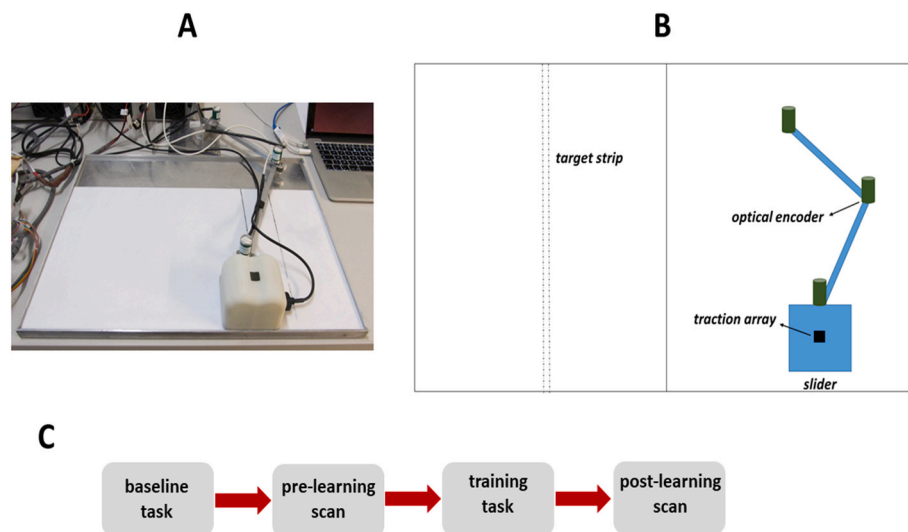 A
B
target strip
optical encoder
traction array
slider
C
baseline
task
pre-learning
scan
training
task
post-learning
scan